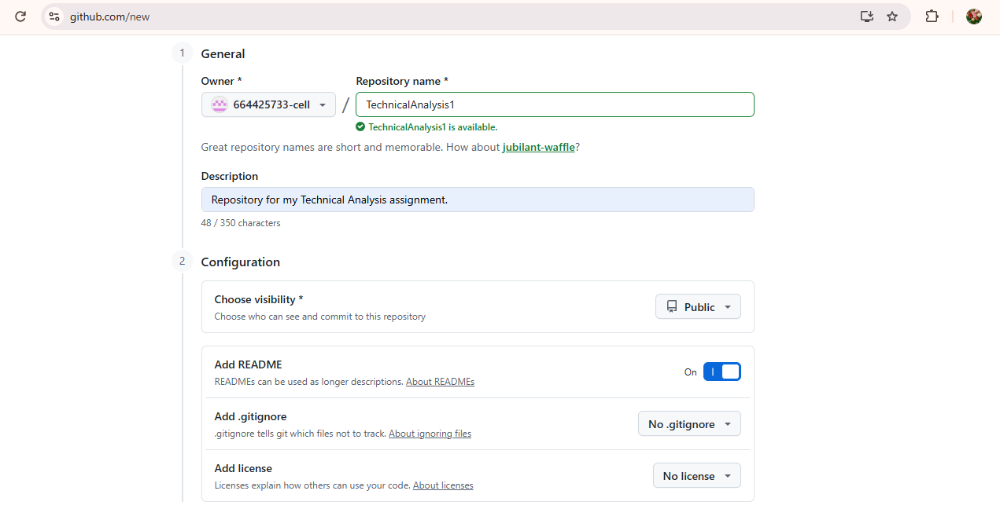 github.com/new
1 General
Owner * Repository name *
664425733-cell / TechnicalAnalysis1
TechnicalAnalysis1 is available.
Great repository names are short and memorable. How about jubilant-waffle?
Description
Repository for my Technical Analysis assignment.
48 / 350 characters
2 Configuration
Choose visibility *
Choose who can see and commit to this repository
Public
Add README
READMEs can be used as longer descriptions. About READMEs
On
Add .gitignore
.gitignore tells git which files not to track. About ignoring files
No .gitignore
Add license
Licenses explain how others can use your code. About licenses
No license